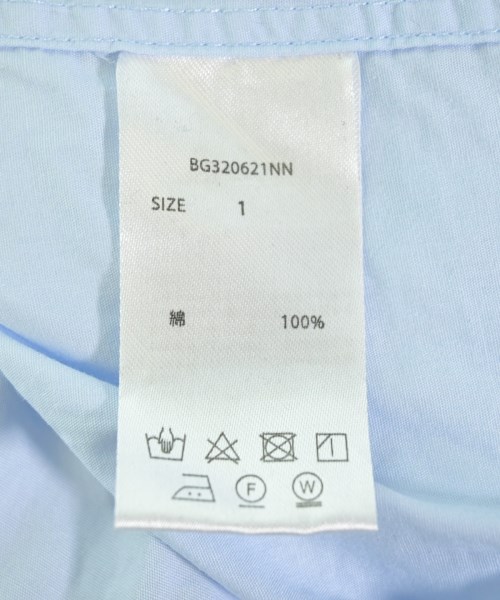 BG320621NN
SIZE 1
綿 100%
F W